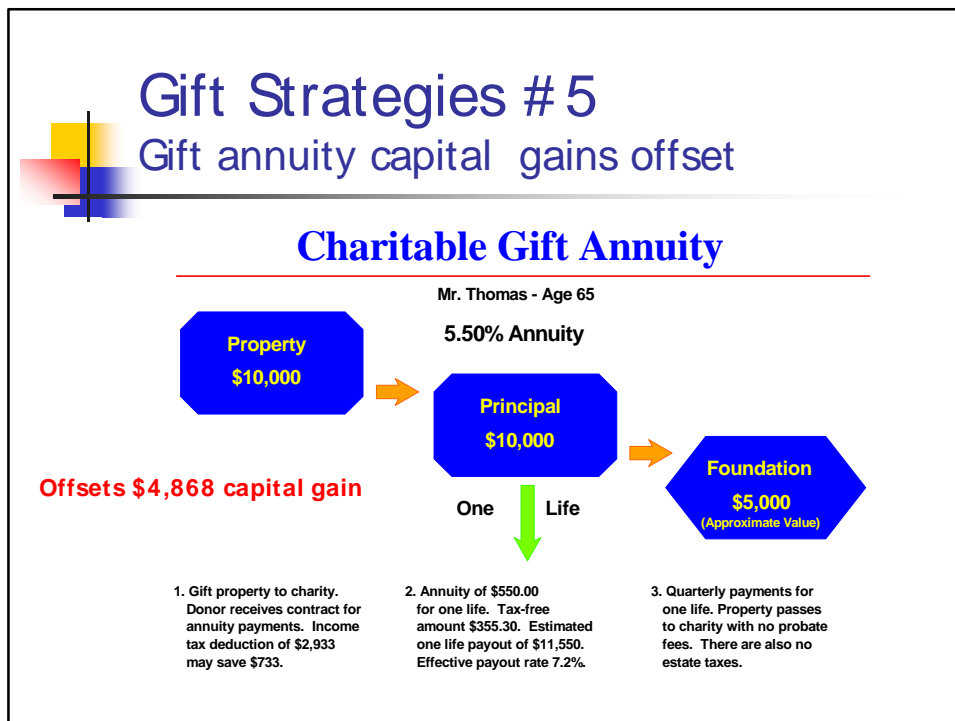 Gift Strategies #5
Gift annuity capital gains offset
Charitable Gift Annuity
Mr. Thomas - Age 65
5.50% Annuity
Property
$10,000
Principal
$10,000
Foundation
$5,000
(Approximate Value)
Offsets $4,868 capital gain
One Life
1. Gift property to charity.
Donor receives contract for
annuity payments. Income
tax deduction of $2,933
may save $733.
2. Annuity of $550.00
for one life. Tax-free
amount $355.30. Estimated
one life payout of $11,550.
Effective payout rate 7.2%.
3. Quarterly payments for
one life. Property passes
to charity with no probate
fees. There are also no
estate taxes.